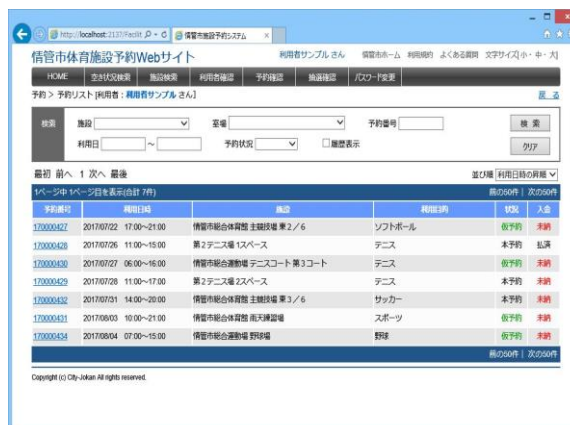 http://localhost:2137/Facilit
情管市施設予約システム
情管市体育施設予約Webサイト
利用者サンプル さん 情管市ホーム 利用規約 よくある質問 文字サイズ[小・中・大]
HOME 空き状況検索 施設検索 利用者確認 予約確認 抽選確認 パスワード変更
予約 > 予約リスト [利用者：利用者サンプル さん]
戻 る
検索 施設 室場 予約番号 検 索
利用日 ～ 予約状況 履歴表示 クリア
最初 前へ 1 次へ 最後 並び順 利用日時の昇順
1ページ中 1ページ目を表示(合計 7件) 前の50件 | 次の50件
予約番号 利用日時 施設 利用目的 状況 入金
170000427 2017/07/22 17:00～21:00 情管市総合体育館 主競技場 東２／６ ソフトボール 仮予約 未納
170000428 2017/07/26 11:00～15:00 第２テニス場 1スペース テニス 本予約 払済
170000430 2017/07/27 06:00～16:00 情管市総合運動場 テニスコート 第３コート テニス 仮予約 未納
170000429 2017/07/28 11:00～17:00 第２テニス場 2スペース テニス 本予約 未納
170000432 2017/07/31 14:00～20:00 情管市総合体育館 主競技場 東３／６ サッカー 本予約 未納
170000431 2017/08/03 10:00～21:00 情管市総合体育館 雨天練習場 スポーツ 仮予約 未納
170000434 2017/08/04 07:00～15:00 情管市総合運動場 野球場 野球 仮予約 未納
前の50件 | 次の50件
Copyright (c) City-Jokan All rights reserved.